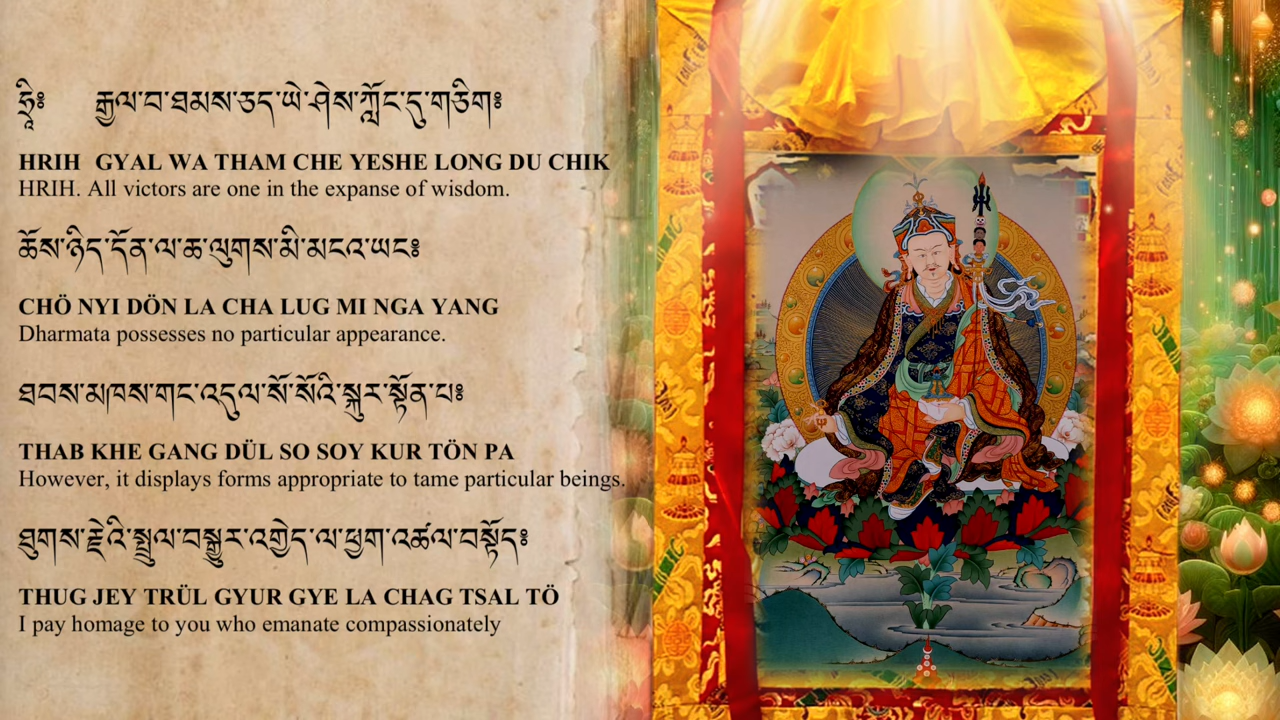 ཧྲཱིཿ རྒྱལ་བ་ཐམས་ཅད་ཡེ་ཤེས་ཀློང་དུ་གཅིག༔
HRIH GYAL WA THAM CHE YESHE LONG DU CHIK
HRIH. All victors are one in the expanse of wisdom.
ཆོས་ཉིད་དོན་ལ་ཆ་ལུགས་མི་མངའ་ཡང༔
CHÖ NYI DÖN LA CHA LUG MI NGA YANG
Dharmata possesses no particular appearance.
ཐབས་མཁས་གང་འདུལ་སོ་སོའི་སྐུར་སྟོན་པ༔
THAB KHE GANG DÜL SO SOY KUR TÖN PA
However, it displays forms appropriate to tame particular beings.
ཐུགས་རྗེའི་སྤྲུལ་བསྒྱུར་འགྱེད་ལ་ཕྱག་འཚལ་བསྟོད༔
THUG JEY TRÜL GYUR GYE LA CHAG TSAL TÖ
I pay homage to you who emanate compassionately